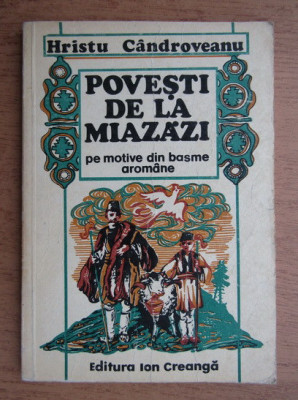 Hristu Cândroveanu
POVEȘTI
DE LA
MIAZĂZI
pe motive din basme
aromâne
Editura Ion Creangă